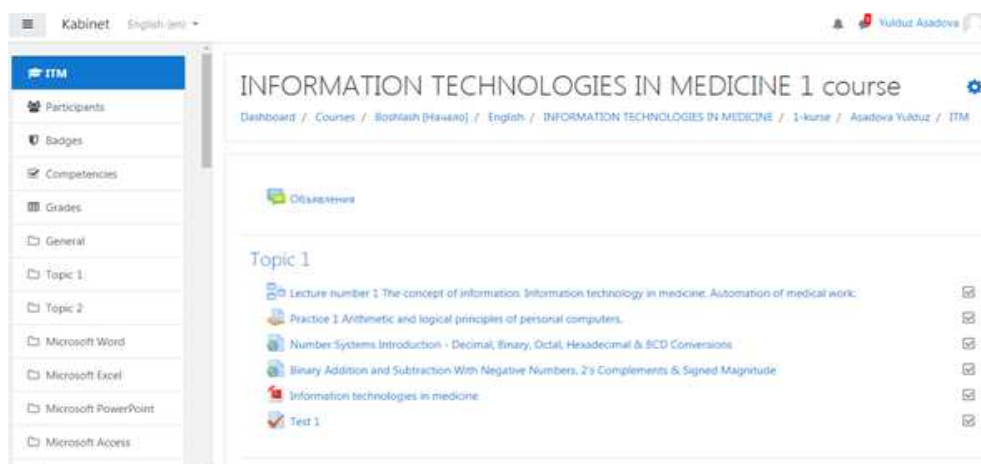 Kabinet English (en)
Yulduz Asadova
ITM
Participants
Badges
Competencies
Grades
General
Topic 1
Topic 2
Microsoft Word
Microsoft Excel
Microsoft PowerPoint
Microsoft Access
INFORMATION TECHNOLOGIES IN MEDICINE 1 course
Dashboard / Courses / Boshlash [Начало] / English / INFORMATION TECHNOLOGIES IN MEDICINE / 1-kurse / Asadova Yulduz / ITM
Объявления
Topic 1
Lecture number 1 The concept of information. Information technology in medicine. Automation of medical work.
Practice 1 Arithmetic and logical principles of personal computers.
Number Systems Introduction - Decimal, Binary, Octal, Hexadecimal & BCD Conversions
Binary Addition and Subtraction With Negative Numbers, 2's Complements & Signed Magnitude
Information technologies in medicine
Test 1